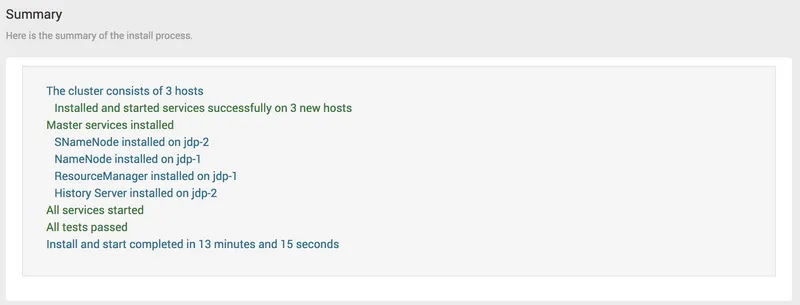 Summary
Here is the summary of the install process.
The cluster consists of 3 hosts
Installed and started services successfully on 3 new hosts
Master services installed
SNameNode installed on jdp-2
NameNode installed on jdp-1
ResourceManager installed on jdp-1
History Server installed on jdp-2
All services started
All tests passed
Install and start completed in 13 minutes and 15 seconds